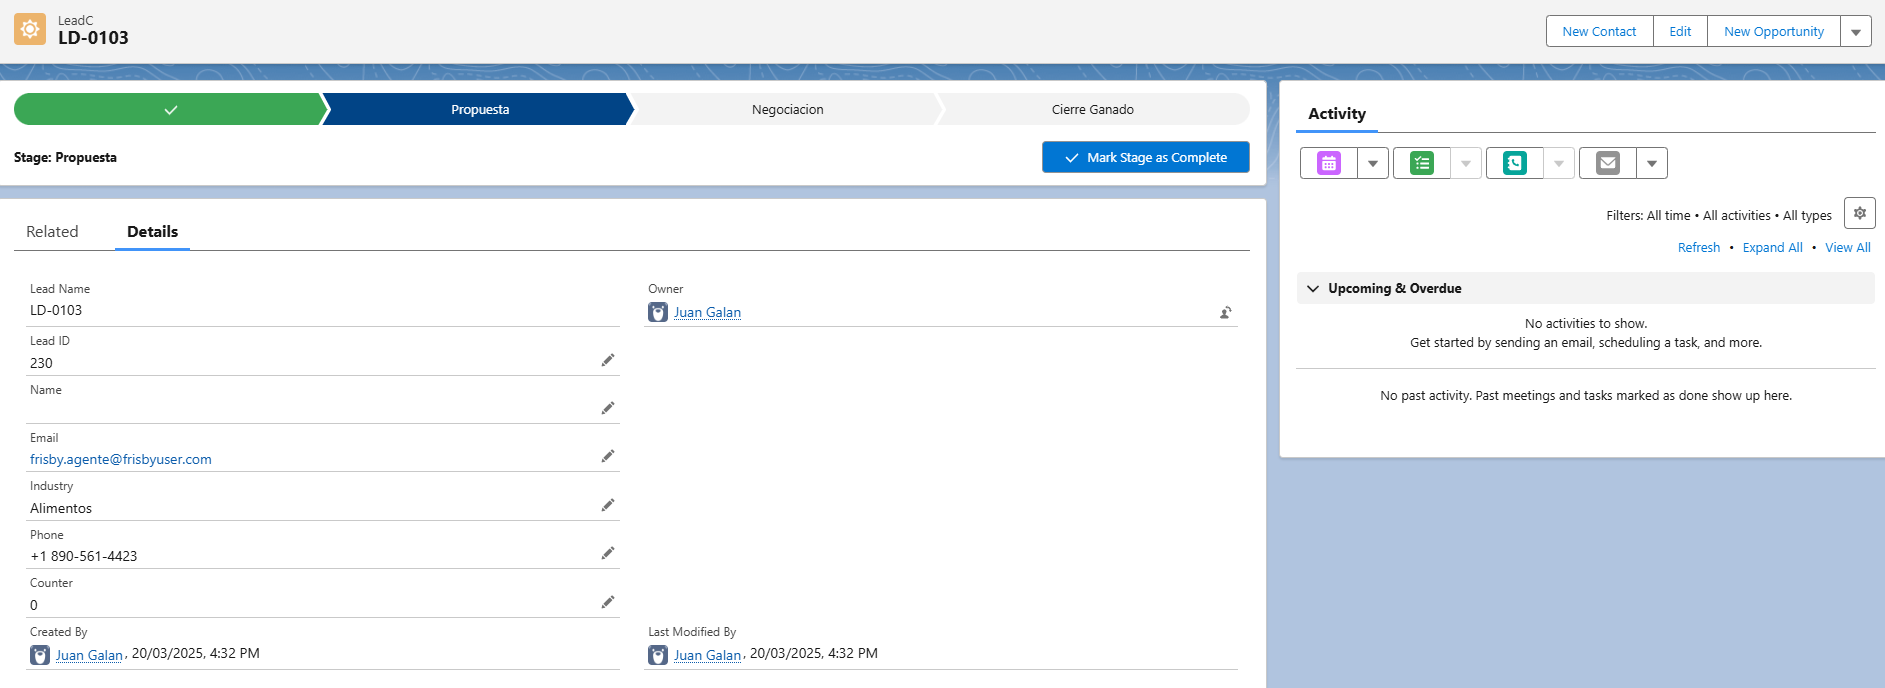 LeadC
LD-0103
New Contact
Edit
New Opportunity
Propuesta
Negociacion
Cierre Ganado
Stage: Propuesta
Mark Stage as Complete
Related
Details
Lead Name
LD-0103
Owner
Juan Galan
Lead ID
230
Name
Email
frisby.agente@frisbyuser.com
Industry
Alimentos
Phone
+1 890-561-4423
Counter
0
Created By
Juan Galan, 20/03/2025, 4:32 PM
Last Modified By
Juan Galan, 20/03/2025, 4:32 PM
Activity
Filters: All time • All activities • All types
Refresh • Expand All • View All
Upcoming & Overdue
No activities to show.
Get started by sending an email, scheduling a task, and more.
No past activity. Past meetings and tasks marked as done show up here.